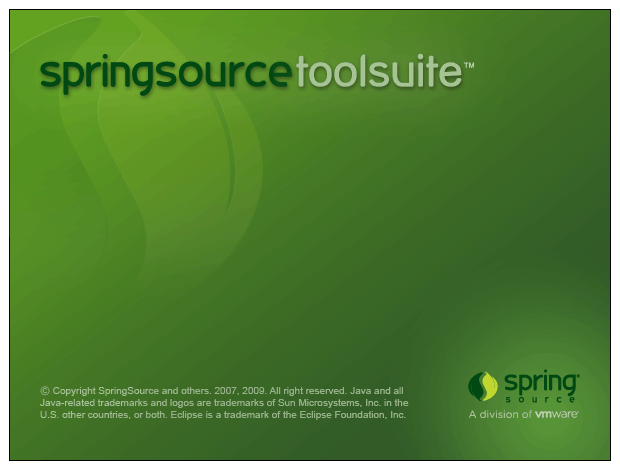 springsourcetoolsuite™
© Copyright SpringSource and others. 2007, 2009. All right reserved. Java and all
Java-related trademarks and logos are trademarks of Sun Microsystems, Inc. in the
U.S. other countries, or both. Eclipse is a trademark of the Eclipse Foundation, Inc.
spring
source
A division of vmware